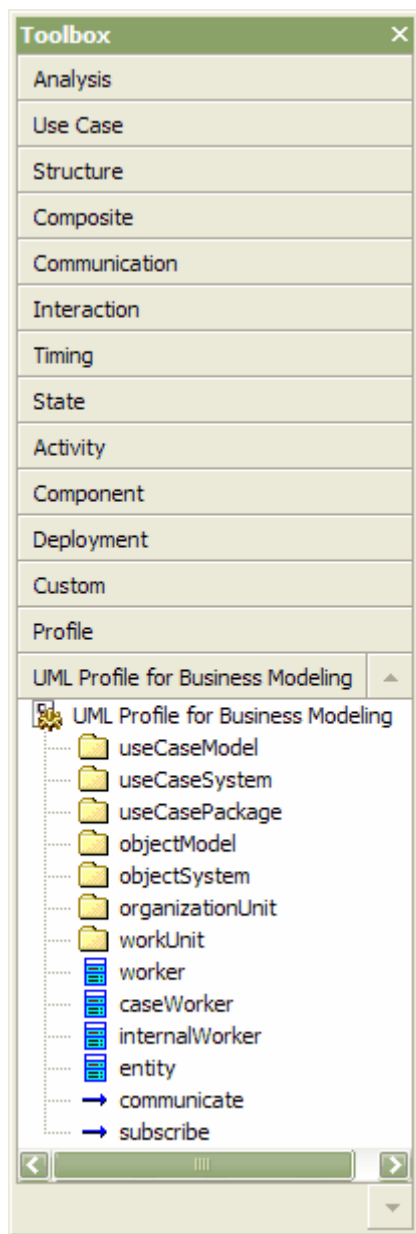 Toolbox
Analysis
Use Case
Structure
Composite
Communication
Interaction
Timing
State
Activity
Component
Deployment
Custom
Profile
UML Profile for Business Modeling
UML Profile for Business Modeling
useCaseModel
useCaseSystem
useCasePackage
objectModel
objectSystem
organizationUnit
workUnit
worker
caseWorker
internalWorker
entity
communicate
subscribe